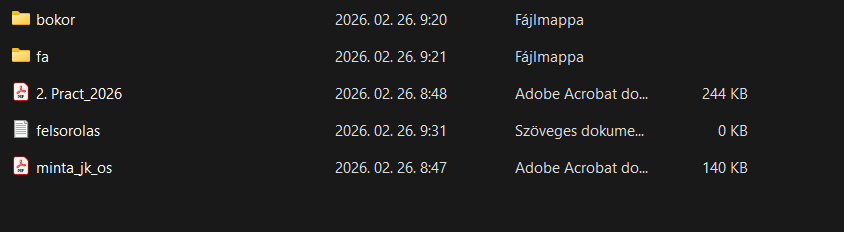 bokor 2026. 02. 26. 9:20 Fájlmappa
fa 2026. 02. 26. 9:21 Fájlmappa
2. Pract_2026 2026. 02. 26. 8:48 Adobe Acrobat do... 244 KB
felsorolas 2026. 02. 26. 9:31 Szöveges dokume... 0 KB
minta_jk_os 2026. 02. 26. 8:47 Adobe Acrobat do... 140 KB